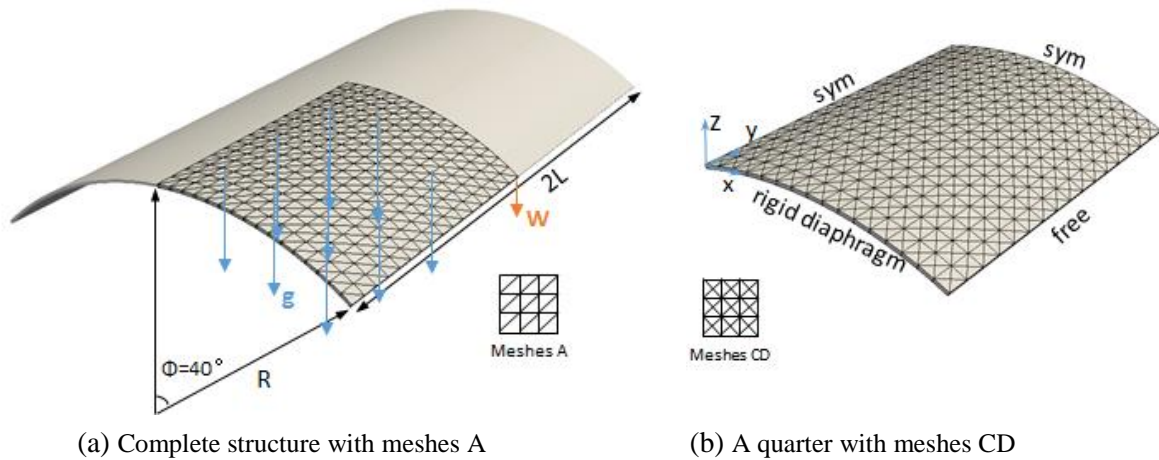 2L
W
g
Φ=40°
R
Meshes A
sym
sym
Z
y
x
rigid diaphragm
free
Meshes CD
(a) Complete structure with meshes A
(b) A quarter with meshes CD